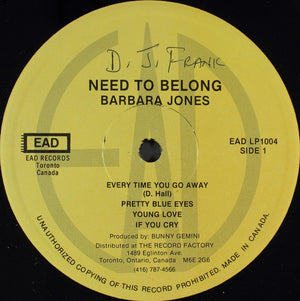 D. J. FRANK
NEED TO BELONG
BARBARA JONES
EAD
EAD RECORDS
Toronto
Canada
EAD LP1004
SIDE 1
EVERY TIME YOU GO AWAY
(D. Hall)
PRETTY BLUE EYES
YOUNG LOVE
IF YOU CRY
Produced by: BUNNY GEMINI
Distributed at THE RECORD FACTORY
1489 Eglinton Ave.
Toronto, Ontario, Canada M6E 2G6
(416) 787-4566
UNAUTHORIZED COPYING OF THIS RECORD PROHIBITED. MADE IN CANADA.